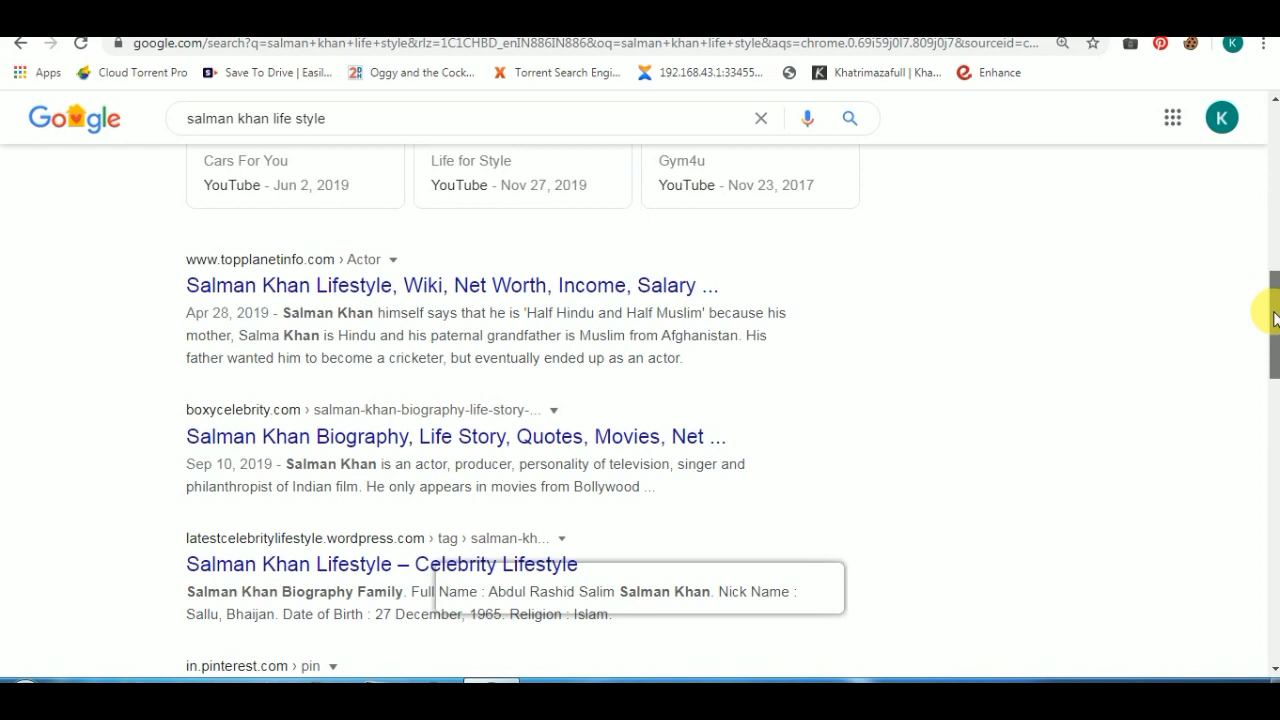 google.com/search?q=salman+khan+life+style&rlz=1C1CHBD_enIN886IN886&oq=salman+khan+life+style&aqs=chrome.0.69i59j0l7.809j0j7&sourceid=c...
Apps Cloud Torrent Pro Save To Drive | Easil... Oggy and the Cock... Torrent Search Engi... 192.168.43.1:33455... Khatrimazafull | Kha... Enhance
Google salman khan life style K
Cars For You Life for Style Gym4u
YouTube - Jun 2, 2019 YouTube - Nov 27, 2019 YouTube - Nov 23, 2017
www.topplanetinfo.com › Actor
Salman Khan Lifestyle, Wiki, Net Worth, Income, Salary ...
Apr 28, 2019 - Salman Khan himself says that he is 'Half Hindu and Half Muslim' because his
mother, Salma Khan is Hindu and his paternal grandfather is Muslim from Afghanistan. His
father wanted him to become a cricketer, but eventually ended up as an actor.
boxycelebrity.com › salman-khan-biography-life-story-...
Salman Khan Biography, Life Story, Quotes, Movies, Net ...
Sep 10, 2019 - Salman Khan is an actor, producer, personality of television, singer and
philanthropist of Indian film. He only appears in movies from Bollywood ...
latestcelebritylifestyle.wordpress.com › tag › salman-kh...
Salman Khan Lifestyle – Celebrity Lifestyle
Salman Khan Biography Family. Full Name : Abdul Rashid Salim Salman Khan. Nick Name :
Sallu, Bhaijan. Date of Birth : 27 December, 1965. Religion : Islam.
in.pinterest.com › pin